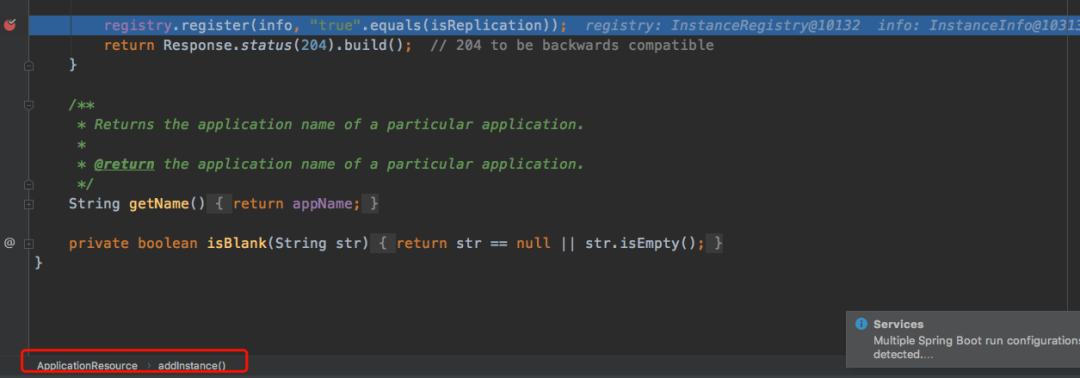 registry.register(info, "true".equals(isReplication)); registry: InstanceRegistry@10132 info: InstanceInfo@10313
return Response.status(204).build(); // 204 to be backwards compatible
}
/**
* Returns the application name of a particular application.
*
* @return the application name of a particular application.
*/
String getName() { return appName; }
@ private boolean isBlank(String str) { return str == null || str.isEmpty(); }
}
Services
Multiple Spring Boot run configurations
detected....
ApplicationResource › addInstance()